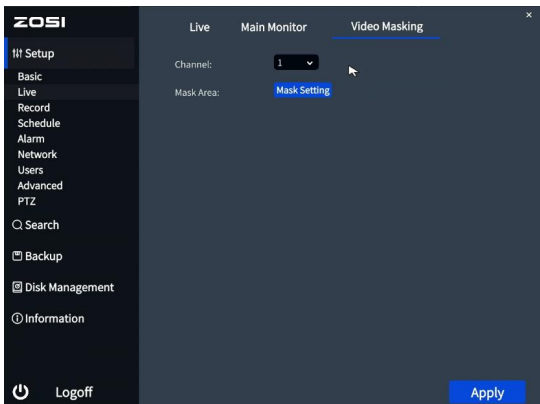 ZOSI
Live Main Monitor Video Masking
Setup
Channel: 1
Basic
Live
Mask Area: Mask Setting
Record
Schedule
Alarm
Network
Users
Advanced
PTZ
Search
Backup
Disk Management
Information
Logoff
Apply